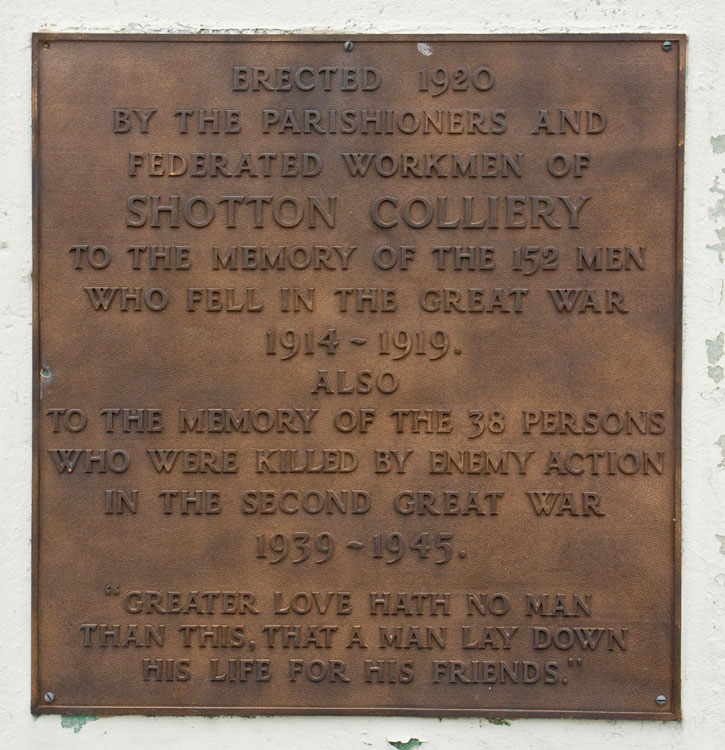 ERECTED 1920
BY THE PARISHIONERS AND
FEDERATED WORKMEN OF
SHOTTON COLLIERY
TO THE MEMORY OF THE 152 MEN
WHO FELL IN THE GREAT WAR
1914 ~ 1919.
ALSO
TO THE MEMORY OF THE 38 PERSONS
WHO WERE KILLED BY ENEMY ACTION
IN THE SECOND GREAT WAR
1939 ~ 1945.
"GREATER LOVE HATH NO MAN
THAN THIS, THAT A MAN LAY DOWN
HIS LIFE FOR HIS FRIENDS."